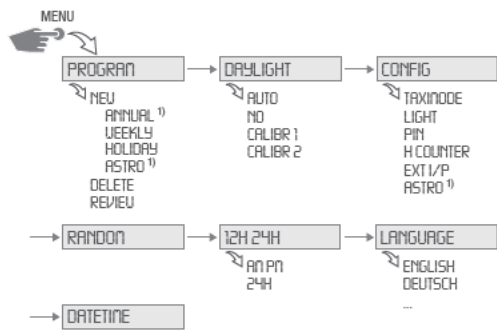 MENU
PROGRAM
NEW
ANNUAL 1)
WEEKLY
HOLIDAY
ASTRO 1)
DELETE
REVIEW
DAYLIGHT
AUTO
NO
CALIBR 1
CALIBR 2
CONFIG
TAXIMODE
LIGHT
PIN
H COUNTER
EXT I/P
ASTRO 1)
RANDOM
12H 24H
AM PM
24H
LANGUAGE
ENGLISH
DEUTSCH
...
DATETIME